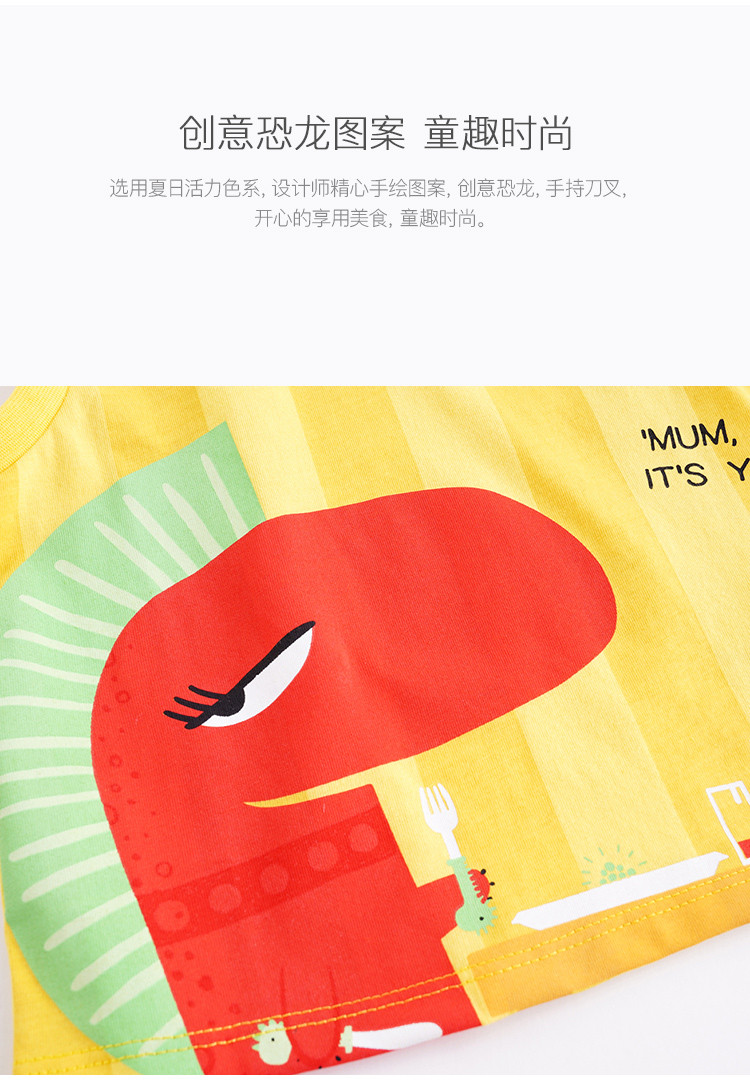 创意恐龙图案 童趣时尚
选用夏日活力色系, 设计师精心手绘图案, 创意恐龙, 手持刀叉,
开心的享用美食, 童趣时尚。
'MUM,
IT'S Y